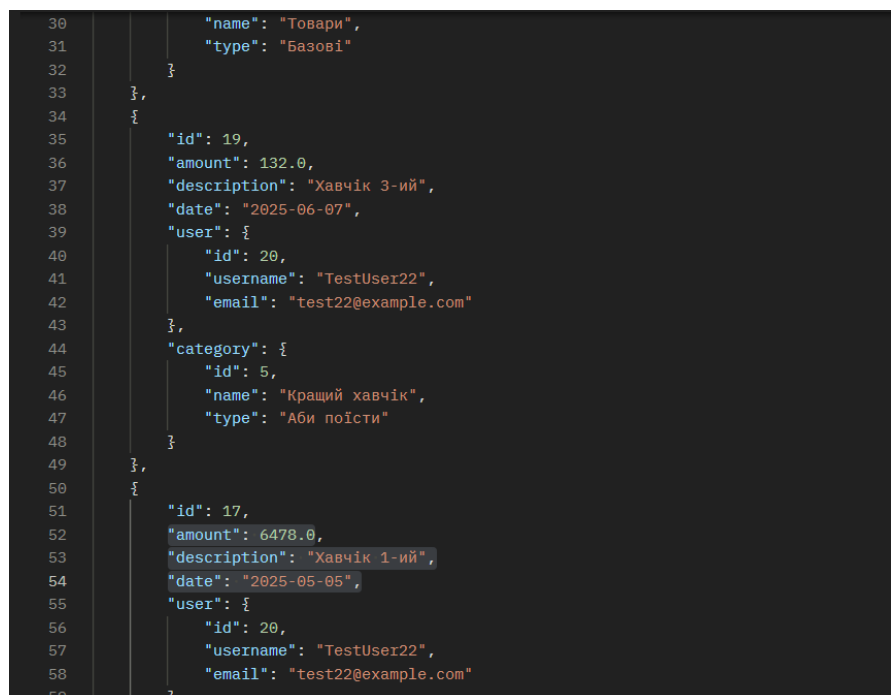 30 "name": "Товари",
31 "type": "Базові"
32 }
33 },
34 {
35 "id": 19,
36 "amount": 132.0,
37 "description": "Хавчік 3-ий",
38 "date": "2025-06-07",
39 "user": {
40 "id": 20,
41 "username": "TestUser22",
42 "email": "test22@example.com"
43 },
44 "category": {
45 "id": 5,
46 "name": "Кращий хавчік",
47 "type": "Аби поїсти"
48 }
49 },
50 {
51 "id": 17,
52 "amount": 6478.0,
53 "description": "Хавчік 1-ий",
54 "date": "2025-05-05",
55 "user": {
56 "id": 20,
57 "username": "TestUser22",
58 "email": "test22@example.com"
59 }